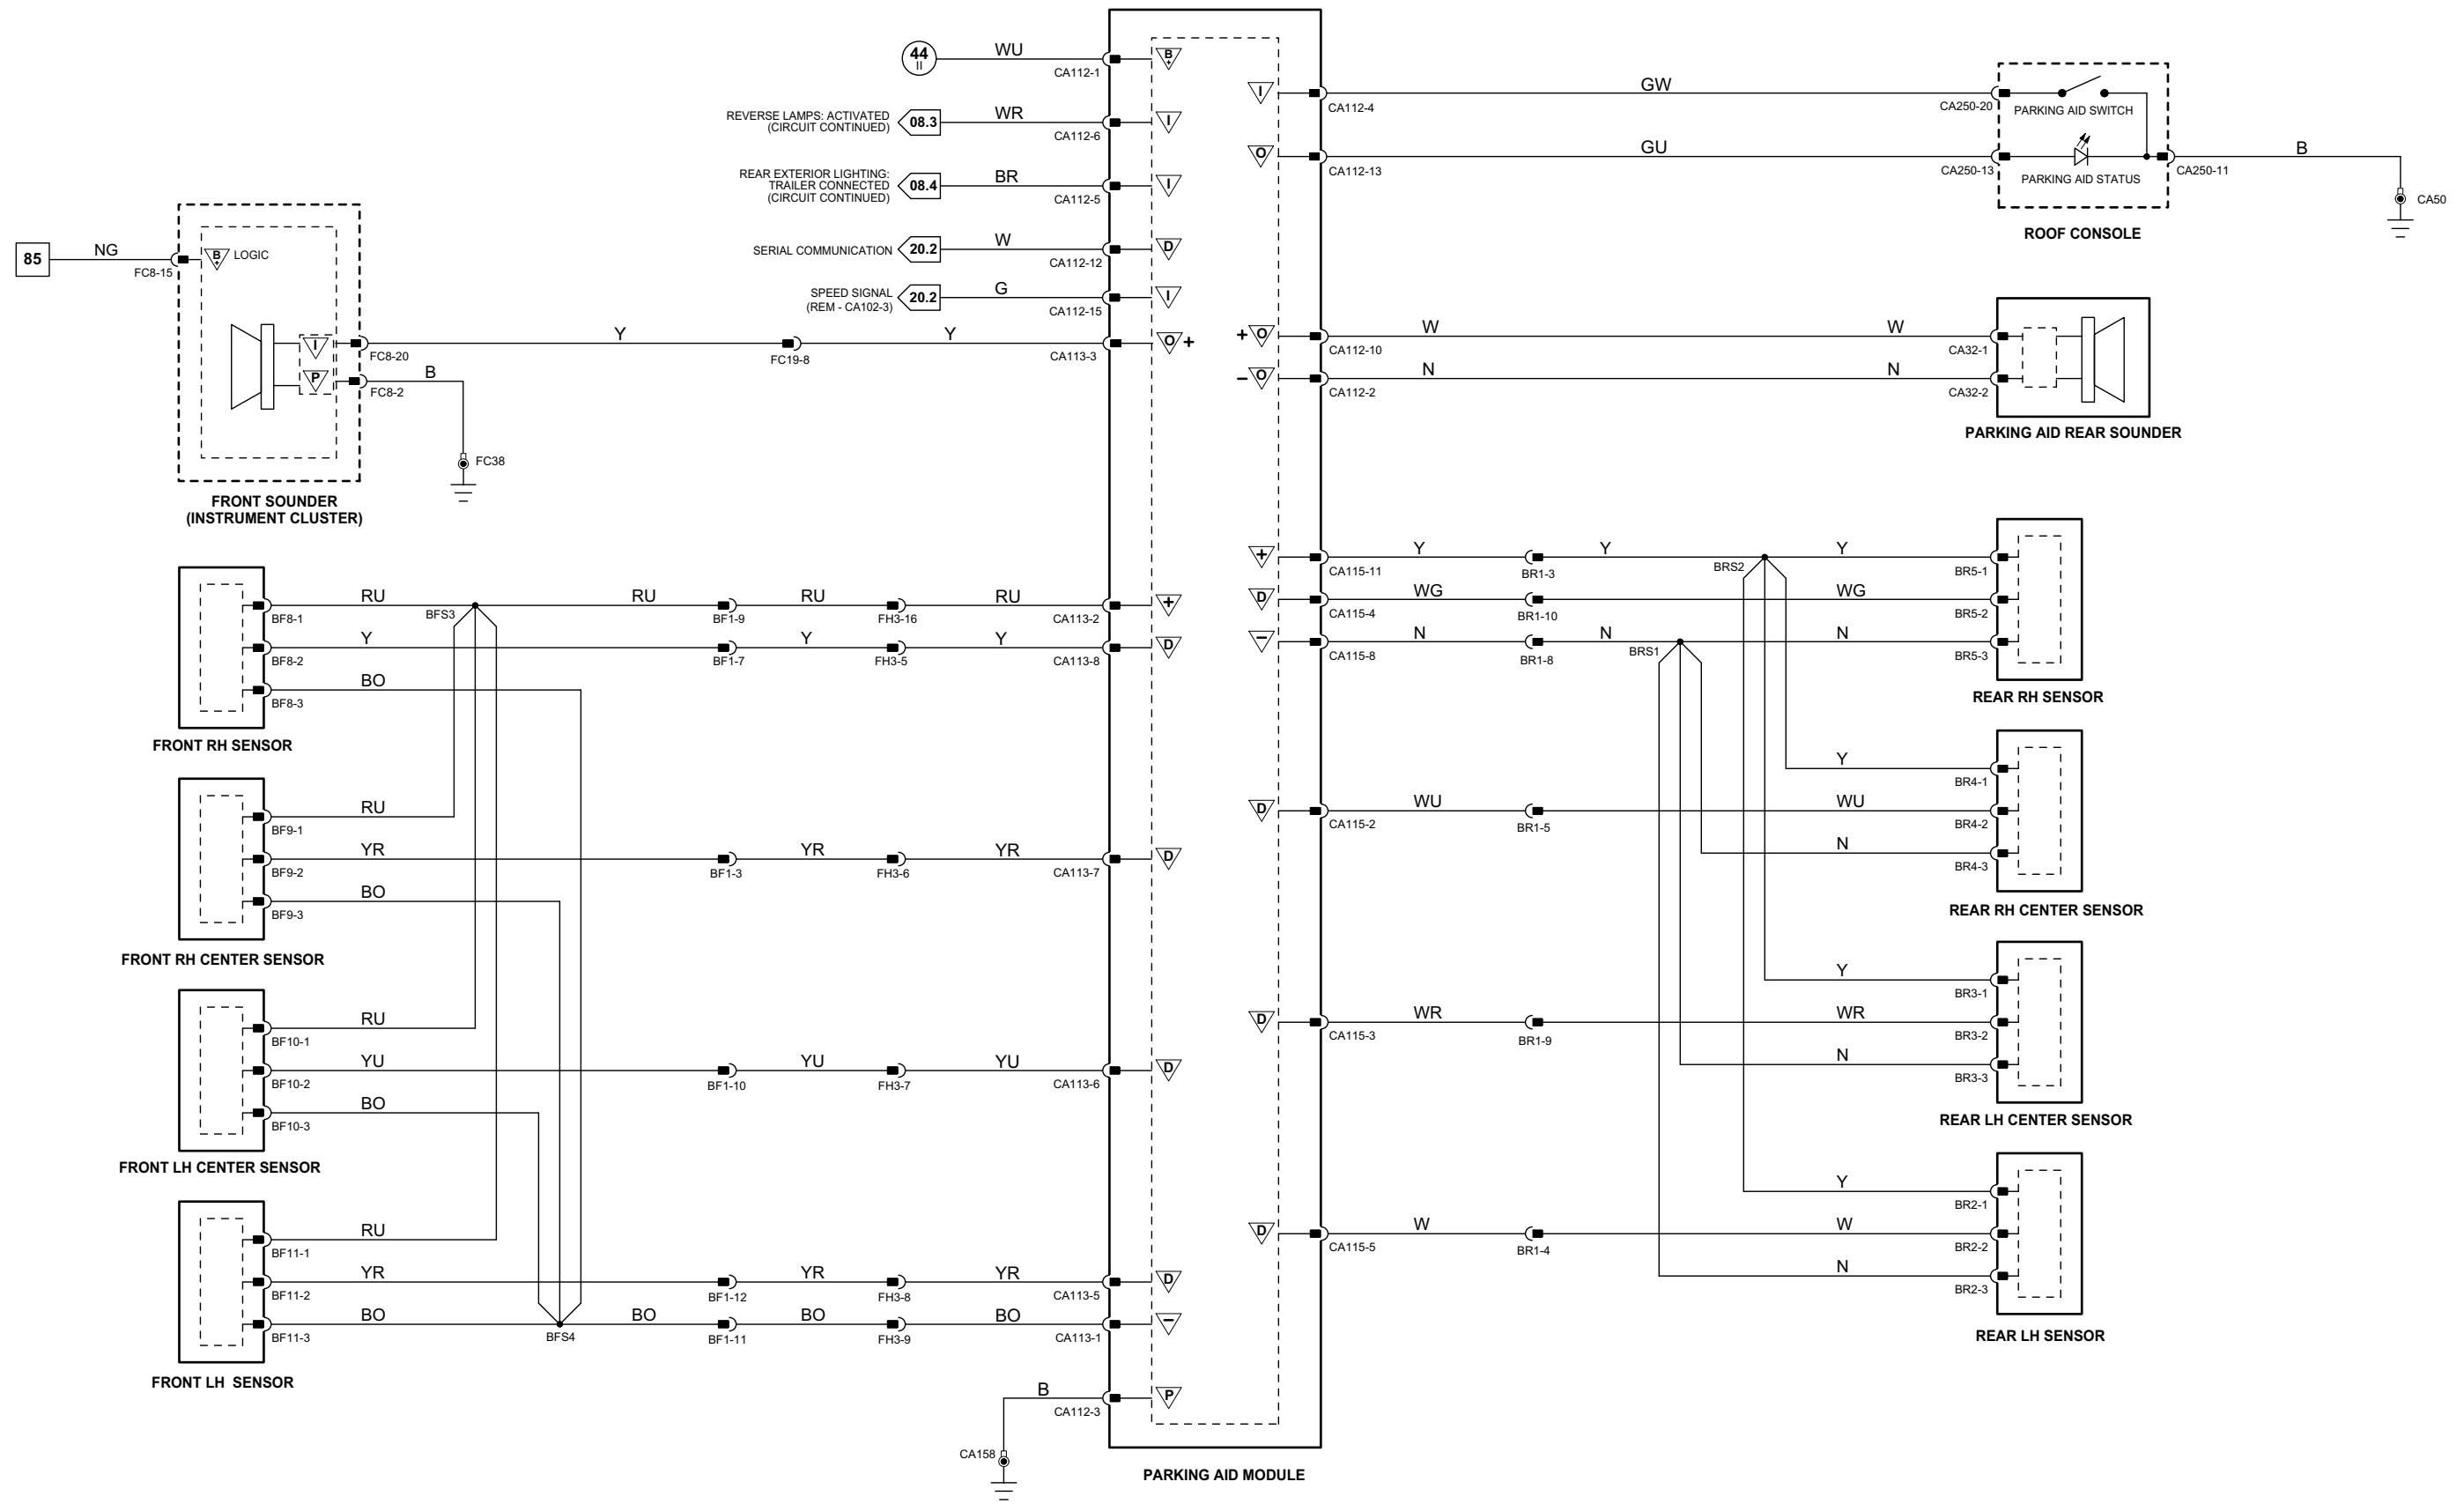 44
II
WU
CA112-1
B
+
REVERSE LAMPS: ACTIVATED
(CIRCUIT CONTINUED)
08.3
WR
CA112-6
I
REAR EXTERIOR LIGHTING:
TRAILER CONNECTED
(CIRCUIT CONTINUED)
08.4
BR
CA112-5
I
SERIAL COMMUNICATION
20.2
W
CA112-12
D
SPEED SIGNAL
(REM - CA102-3)
20.2
G
CA112-15
I
85
NG
FC8-15
B
+
LOGIC
I
FC8-20
Y
FC19-8
Y
CA113-3
O +
P
FC8-2
B
FC38
FRONT SOUNDER
(INSTRUMENT CLUSTER)
BF8-1
RU
BFS3
RU
BF1-9
RU
FH3-16
RU
CA113-2
+
BF8-2
Y
BF1-7
Y
FH3-5
Y
CA113-8
D
BF8-3
BO
FRONT RH SENSOR
BF9-1
RU
BF9-2
YR
BF1-3
YR
FH3-6
YR
CA113-7
D
BF9-3
BO
FRONT RH CENTER SENSOR
BF10-1
RU
BF10-2
YU
BF1-10
YU
FH3-7
YU
CA113-6
D
BF10-3
BO
FRONT LH CENTER SENSOR
BF11-1
RU
BF11-2
YR
BF1-12
YR
FH3-8
YR
CA113-5
D
BF11-3
BO
BFS4
BO
BF1-11
BO
FH3-9
BO
CA113-1
−
FRONT LH SENSOR
B
CA112-3
P
CA158
PARKING AID MODULE
I
CA112-4
GW
CA250-20
PARKING AID SWITCH
O
CA112-13
GU
CA250-13
PARKING AID STATUS
CA250-11
B
CA50
ROOF CONSOLE
+ O
CA112-10
W
W
CA32-1
− O
CA112-2
N
N
CA32-2
PARKING AID REAR SOUNDER
+
CA115-11
Y
BR1-3
Y
BRS2
Y
BR5-1
D
CA115-4
WG
BR1-10
WG
BR5-2
−
CA115-8
N
BR1-8
N
BRS1
N
BR5-3
REAR RH SENSOR
Y
BR4-1
D
CA115-2
WU
BR1-5
WU
BR4-2
N
BR4-3
REAR RH CENTER SENSOR
Y
BR3-1
D
CA115-3
WR
BR1-9
WR
BR3-2
N
BR3-3
REAR LH CENTER SENSOR
Y
BR2-1
D
CA115-5
W
BR1-4
W
BR2-2
N
BR2-3
REAR LH SENSOR